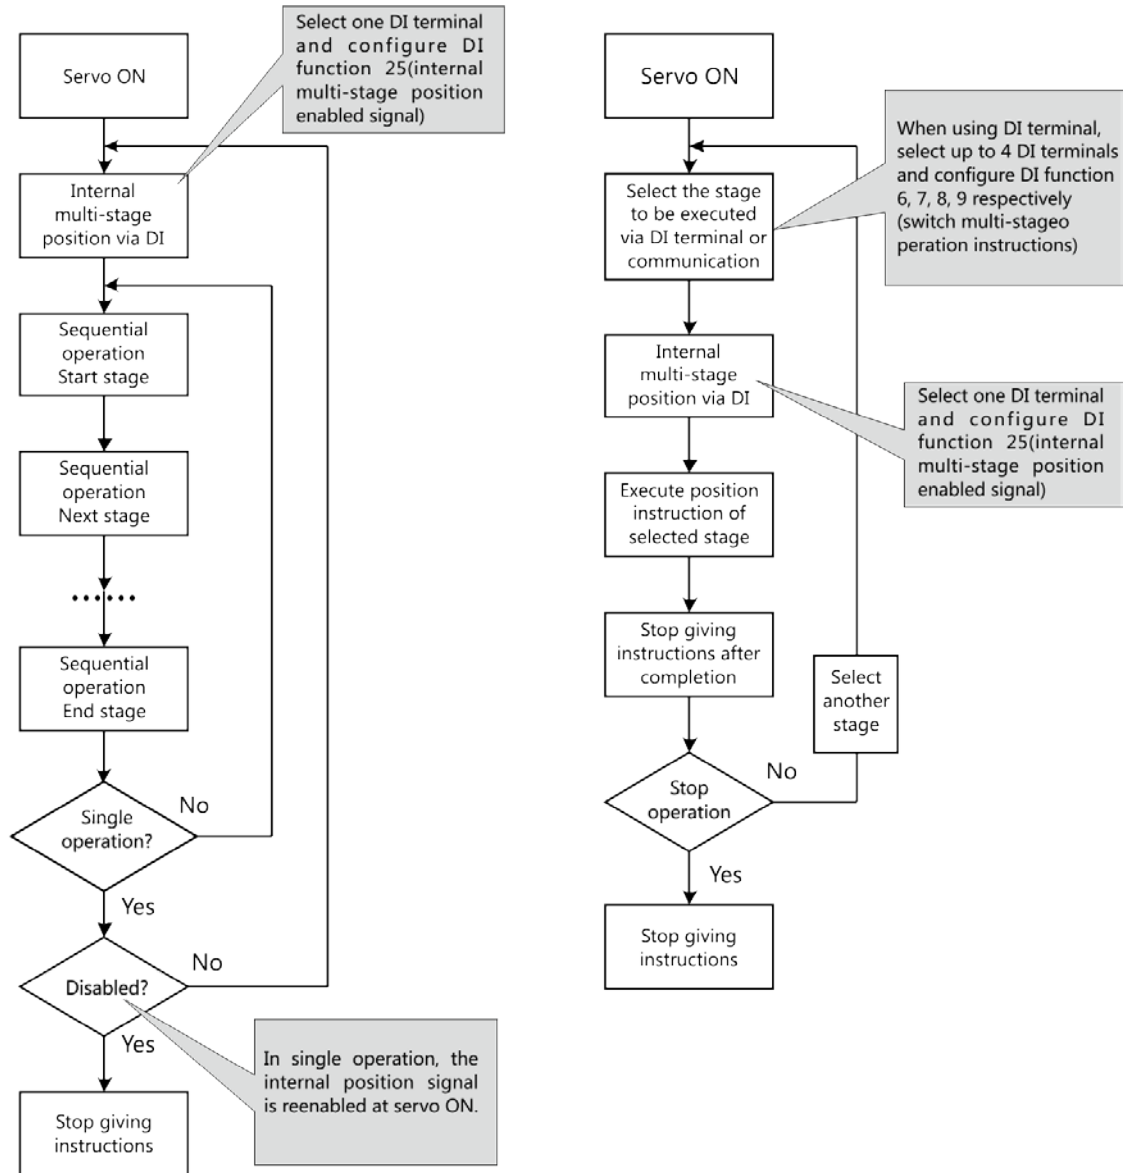 Servo ON
Select one DI terminal
and configure DI
function 25(internal
multi-stage position
enabled signal)
Internal
multi-stage
position via DI
Sequential
operation
Start stage
Sequential
operation
Next stage
.......
Sequential
operation
End stage
Single
operation?
No
Yes
Disabled?
No
Yes
In single operation, the
internal position signal
is reenabled at servo ON.
Stop giving
instructions
Servo ON
When using DI terminal,
select up to 4 DI terminals
and configure DI function
6, 7, 8, 9 respectively
(switch multi-stageo
peration instructions)
Select the stage
to be executed
via DI terminal or
communication
Internal
multi-stage
position via DI
Select one DI terminal
and configure DI
function 25(internal
multi-stage position
enabled signal)
Execute position
instruction of
selected stage
Stop giving
instructions after
completion
Select
another
stage
Stop
operation
No
Yes
Stop giving
instructions